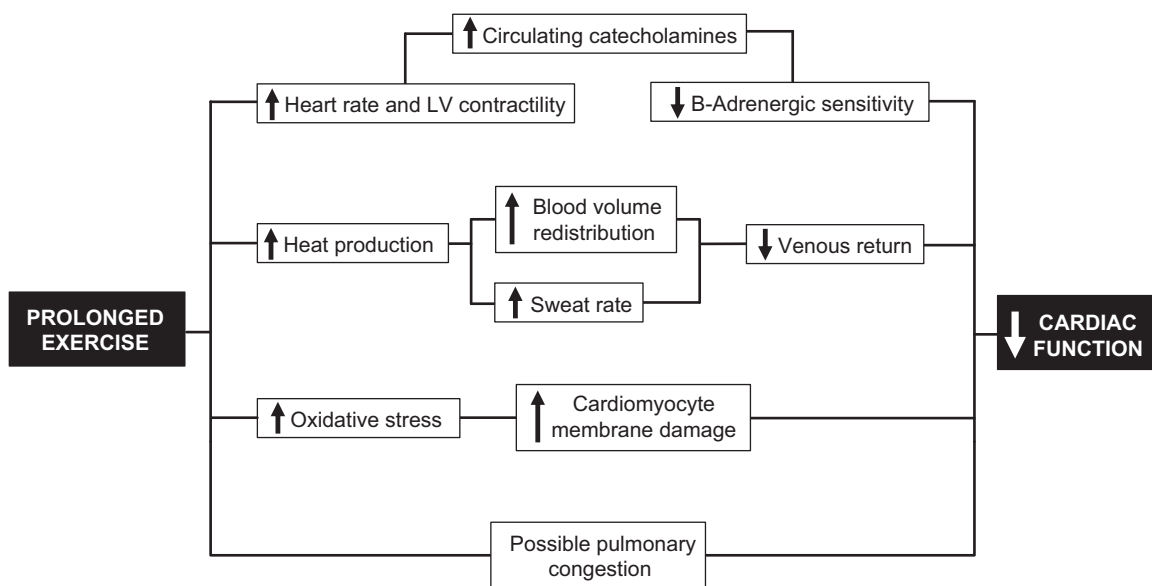 Circulating catecholamines
Heart rate and LV contractility
B-Adrenergic sensitivity
Blood volume
redistribution
Heat production
Venous return
Sweat rate
PROLONGED
EXERCISE
CARDIAC
FUNCTION
Oxidative stress
Cardiomyocyte
membrane damage
Possible pulmonary
congestion